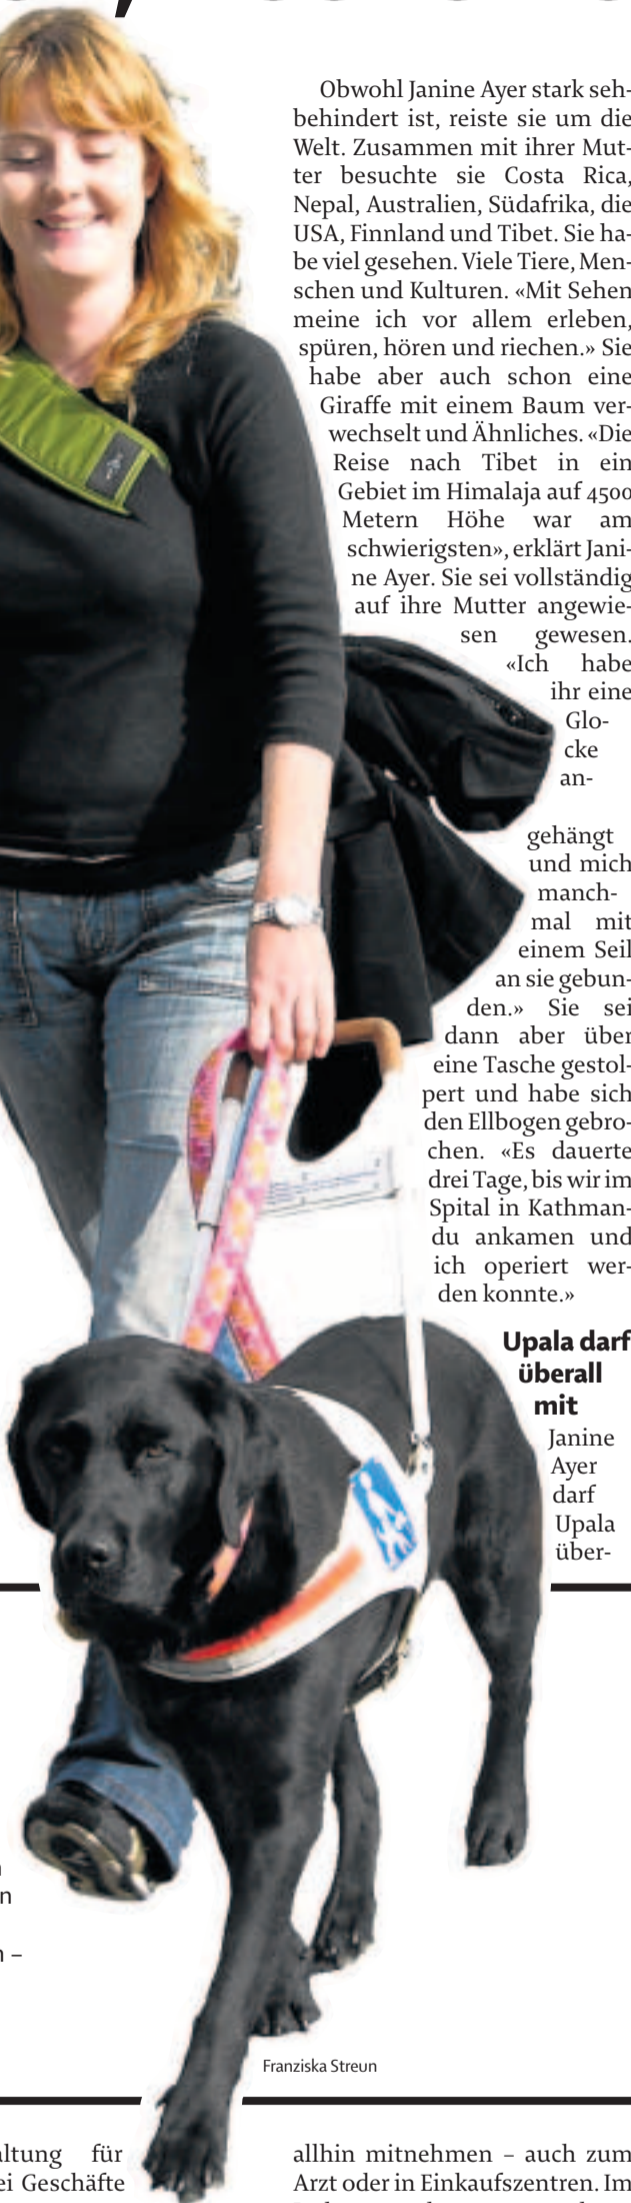 Obwohl Janine Ayer stark seh-
behindert ist, reiste sie um die
Welt. Zusammen mit ihrer Mut-
ter besuchte sie Costa Rica,
Nepal, Australien, Südafrika, die
USA, Finnland und Tibet. Sie ha-
be viel gesehen. Viele Tiere, Men-
schen und Kulturen. «Mit Sehen
meine ich vor allem erleben,
spüren, hören und riechen.» Sie
habe aber auch schon eine
Giraffe mit einem Baum ver-
wechselt und Ähnliches. «Die
Reise nach Tibet in ein
Gebiet im Himalaja auf 4500
Metern Höhe war am
schwierigsten», erklärt Jani-
ne Ayer. Sie sei vollständig
auf ihre Mutter angewie-
sen gewesen.
«Ich habe
ihr eine
Glo-
cke
an-
gehängt
und mich
manch-
mal mit
einem Seil
an sie gebun-
den.» Sie sei
dann aber über
eine Tasche gestol-
pert und habe sich
den Ellbogen gebro-
chen. «Es dauerte
drei Tage, bis wir im
Spital in Kathman-
du ankamen und
ich operiert wer-
den konnte.»
Upala darf
überall
mit
Janine
Ayer
darf
Upala
über-
n
–
Franziska Streun
altung für
ei Geschäfte
allhin mitnehmen – auch zum
Arzt oder in Einkaufszentren. Im